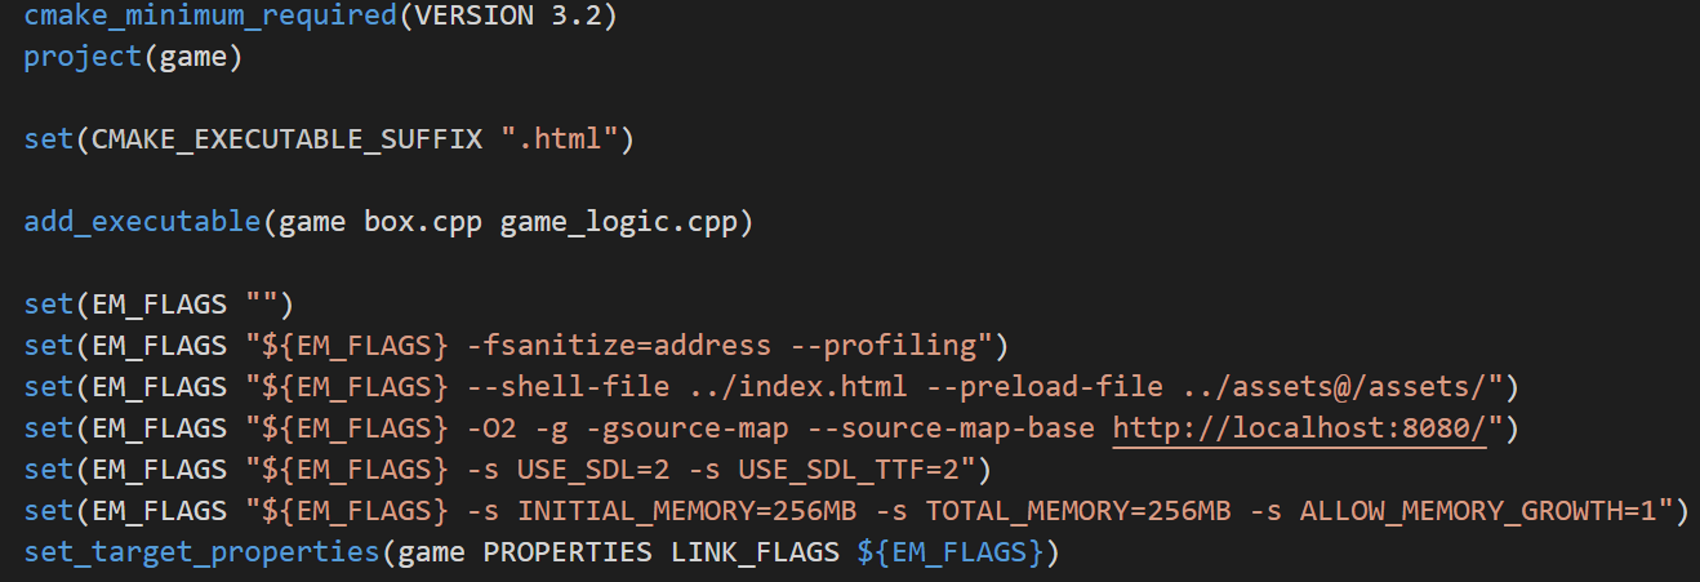 cmake_minimum_required(VERSION 3.2)
project(game)
set(CMAKE_EXECUTABLE_SUFFIX ".html")
add_executable(game box.cpp game_logic.cpp)
set(EM_FLAGS "")
set(EM_FLAGS "${EM_FLAGS} -fsanitize=address --profiling")
set(EM_FLAGS "${EM_FLAGS} --shell-file ../index.html --preload-file ../assets@/assets/")
set(EM_FLAGS "${EM_FLAGS} -O2 -g -gsource-map --source-map-base http://localhost:8080/")
set(EM_FLAGS "${EM_FLAGS} -s USE_SDL=2 -s USE_SDL_TTF=2")
set(EM_FLAGS "${EM_FLAGS} -s INITIAL_MEMORY=256MB -s TOTAL_MEMORY=256MB -s ALLOW_MEMORY_GROWTH=1")
set_target_properties(game PROPERTIES LINK_FLAGS ${EM_FLAGS})